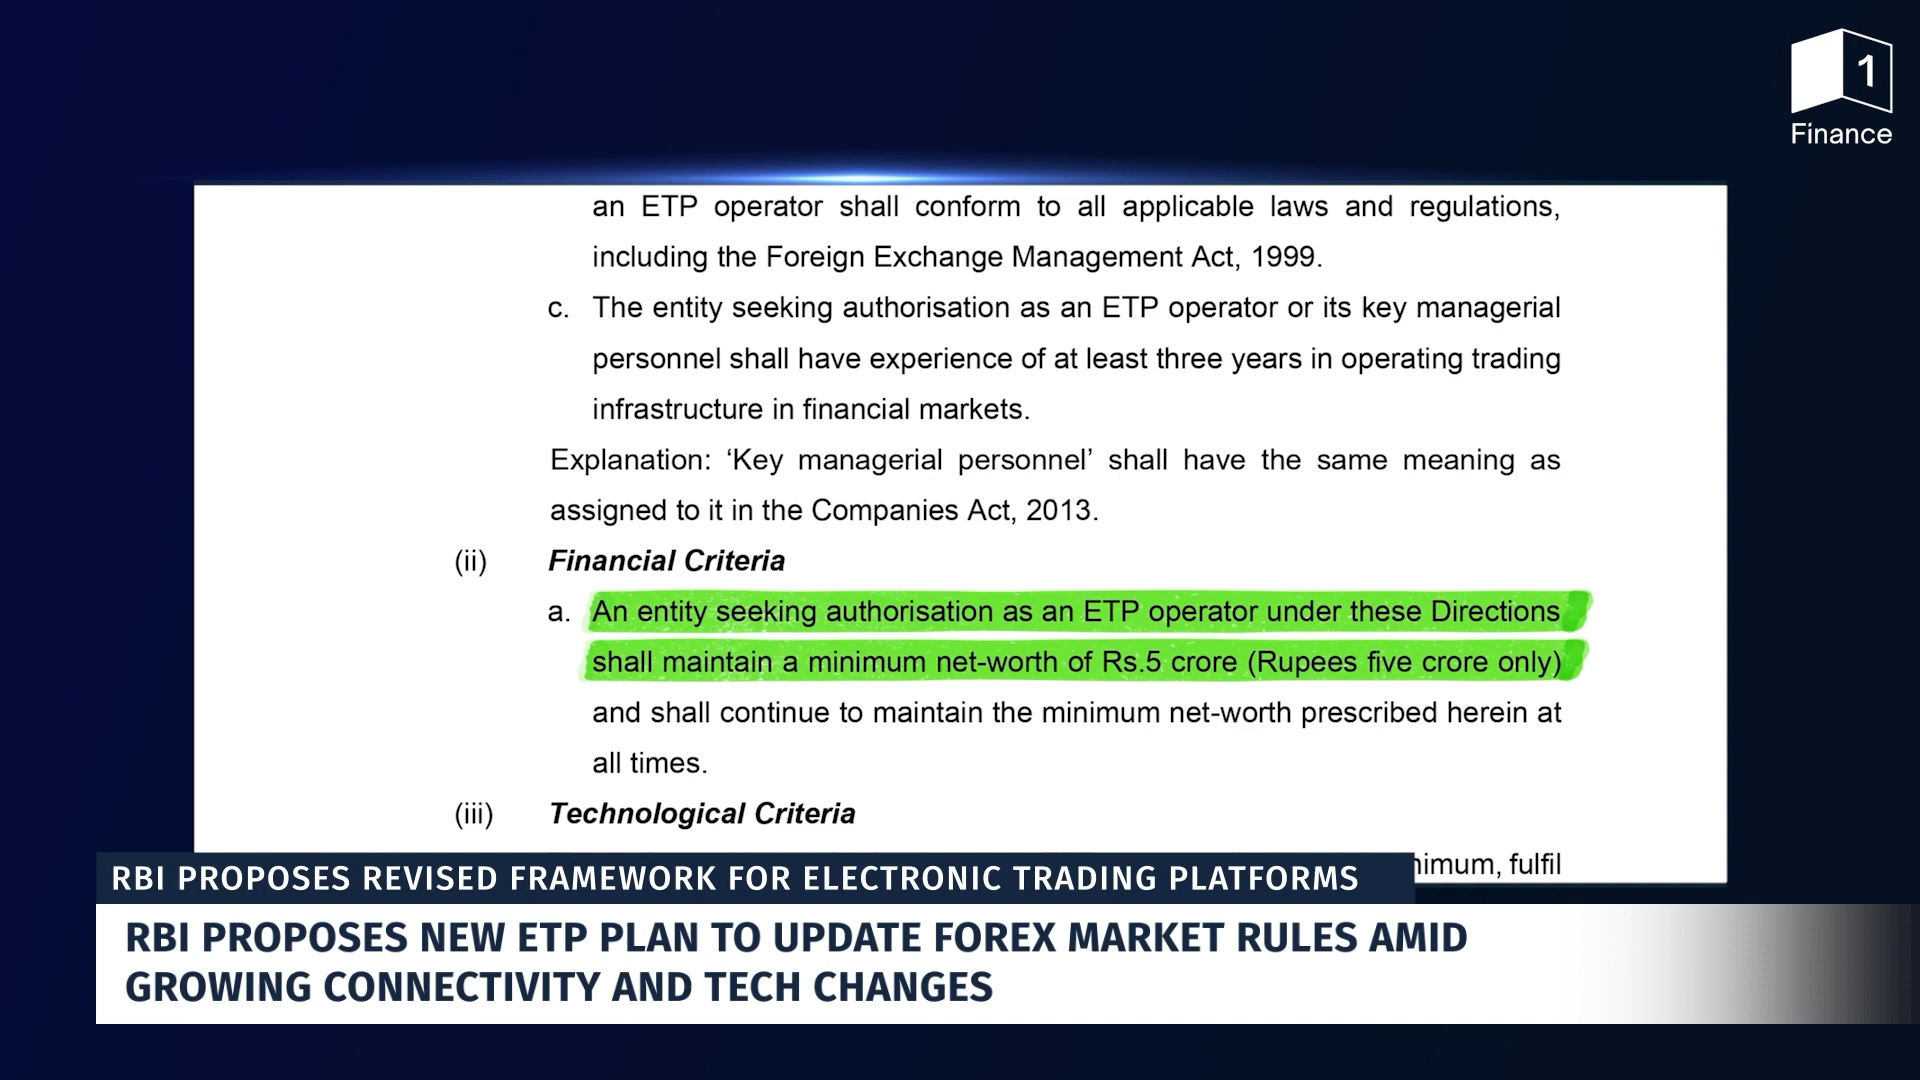 1
Finance
an ETP operator shall conform to all applicable laws and regulations,
including the Foreign Exchange Management Act, 1999.
c. The entity seeking authorisation as an ETP operator or its key managerial
personnel shall have experience of at least three years in operating trading
infrastructure in financial markets.
Explanation: ‘Key managerial personnel’ shall have the same meaning as
assigned to it in the Companies Act, 2013.
(ii) Financial Criteria
a. An entity seeking authorisation as an ETP operator under these Directions
shall maintain a minimum net-worth of Rs.5 crore (Rupees five crore only)
and shall continue to maintain the minimum net-worth prescribed herein at
all times.
(iii) Technological Criteria
fulfil
RBI PROPOSES REVISED FRAMEWORK FOR ELECTRONIC TRADING PLATFORMS
RBI PROPOSES NEW ETP PLAN TO UPDATE FOREX MARKET RULES AMID
GROWING CONNECTIVITY AND TECH CHANGES